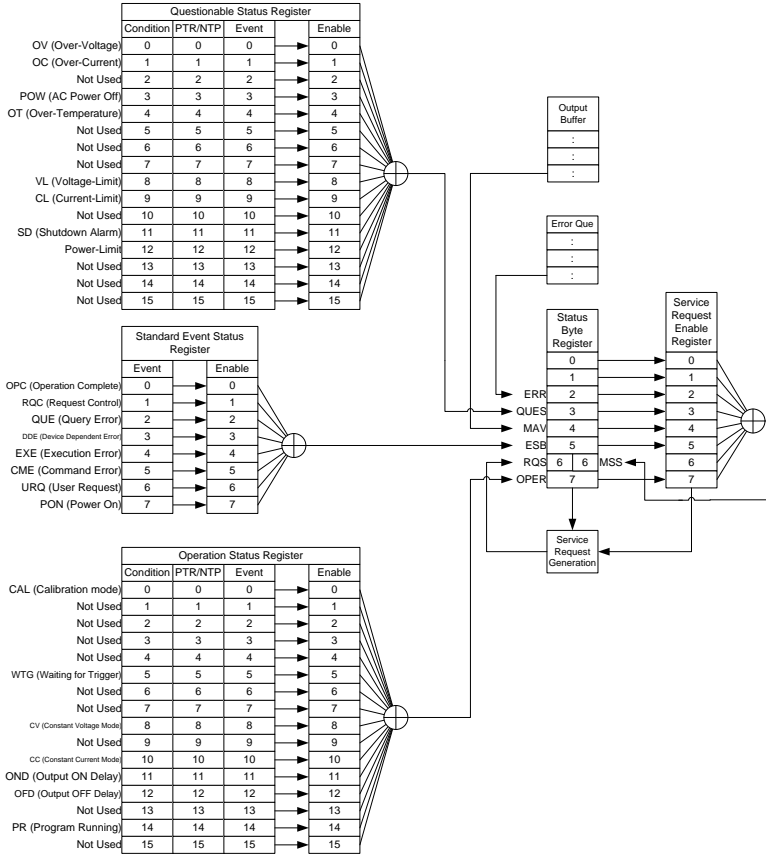 Questionable Status Register
Condition PTR/NTP Event Enable
OV (Over-Voltage) 0 0 0 0
OC (Over-Current) 1 1 1 1
Not Used 2 2 2 2
POW (AC Power Off) 3 3 3 3
OT (Over-Temperature) 4 4 4 4
Not Used 5 5 5 5
Not Used 6 6 6 6
Not Used 7 7 7 7
VL (Voltage-Limit) 8 8 8 8
CL (Current-Limit) 9 9 9 9
Not Used 10 10 10 10
SD (Shutdown Alarm) 11 11 11 11
Power-Limit 12 12 12 12
Not Used 13 13 13 13
Not Used 14 14 14 14
Not Used 15 15 15 15
Output
Buffer
:
:
:
Error Que
:
:
:
Standard Event Status
Register
Event Enable
OPC (Operation Complete) 0 0
RQC (Request Control) 1 1
QUE (Query Error) 2 2
DDE (Device Dependent Error) 3 3
EXE (Execution Error) 4 4
CME (Command Error) 5 5
URQ (User Request) 6 6
PON (Power On) 7 7
Status
Byte
Register
Service
Request
Enable
Register
0 0
1 1
ERR 2 2
QUES 3 3
MAV 4 4
ESB 5 5
RQS 6 6 MSS 6
OPER 7 7
Service
Request
Generation
Operation Status Register
Condition PTR/NTP Event Enable
CAL (Calibration mode) 0 0 0 0
Not Used 1 1 1 1
Not Used 2 2 2 2
Not Used 3 3 3 3
Not Used 4 4 4 4
WTG (Waiting for Trigger) 5 5 5 5
Not Used 6 6 6 6
Not Used 7 7 7 7
CV (Constant Voltage Mode) 8 8 8 8
Not Used 9 9 9 9
CC (Constant Current Mode) 10 10 10 10
OND (Output ON Delay) 11 11 11 11
OFD (Output OFF Delay) 12 12 12 12
Not Used 13 13 13 13
PR (Program Running) 14 14 14 14
Not Used 15 15 15 15